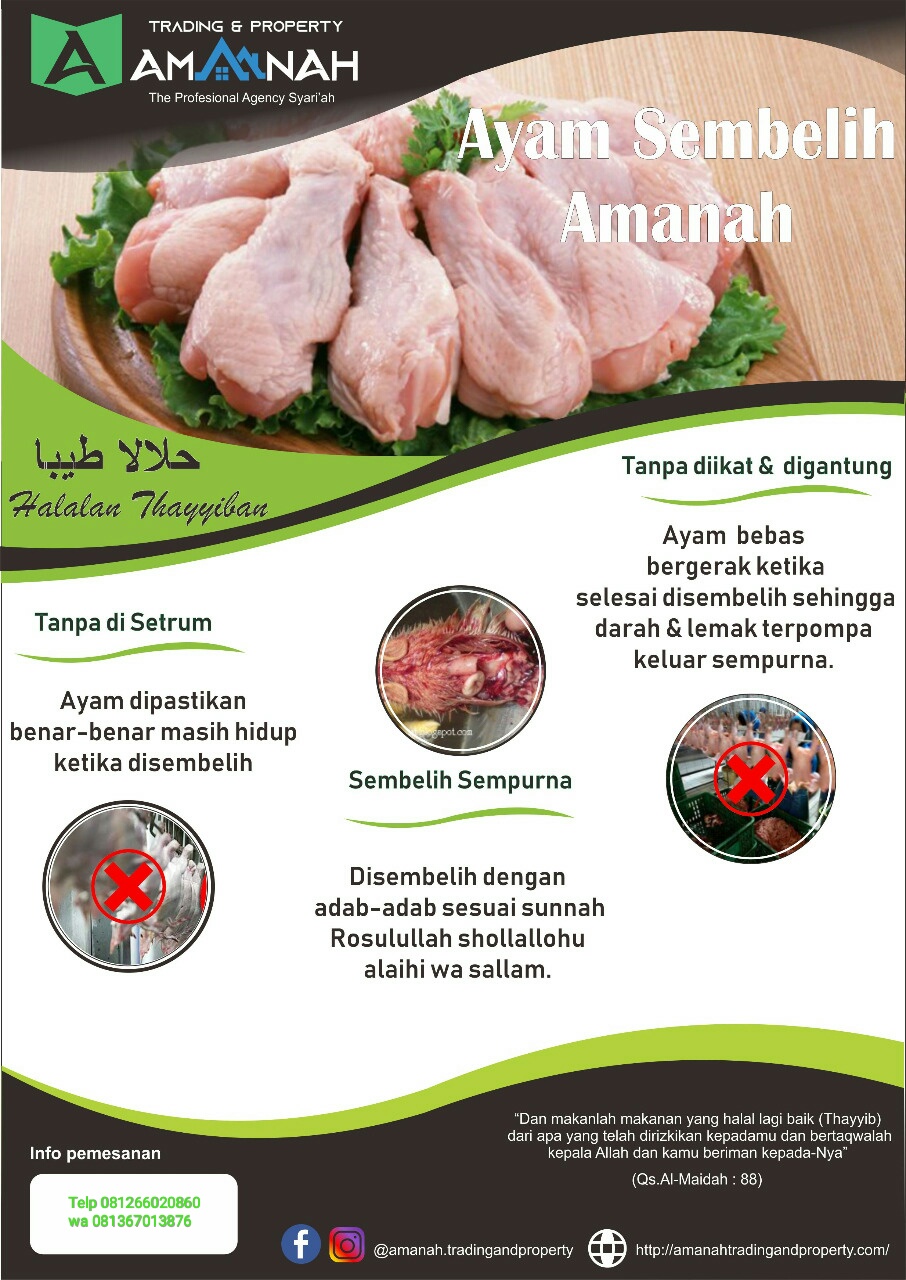 TRADING & PROPERTY
AMANAH
The Profesional Agency Syari'ah
Ayam Sembelih
Amanah
حلالا طيبا
Halalan Thayyiban
Tanpa diikat & digantung
Ayam bebas
bergerak ketika
selesai disembelih sehingga
darah & lemak terpompa
keluar sempurna.
Tanpa di Setrum
Ayam dipastikan
benar-benar masih hidup
ketika disembelih
Sembelih Sempurna
Disembelih dengan
adab-adab sesuai sunnah
Rosulullah shollallohu
alaihi wa sallam.
“Dan makanlah makanan yang halal lagi baik (Thayyib)
dari apa yang telah dirizkikan kepadamu dan bertaqwalah
kepala Allah dan kamu beriman kepada-Nya”
(Qs.Al-Maidah : 88)
Info pemesanan
Telp 081266020860
wa 081367013876
@amanah.tradingandproperty
http://amanahtradingandproperty.com/